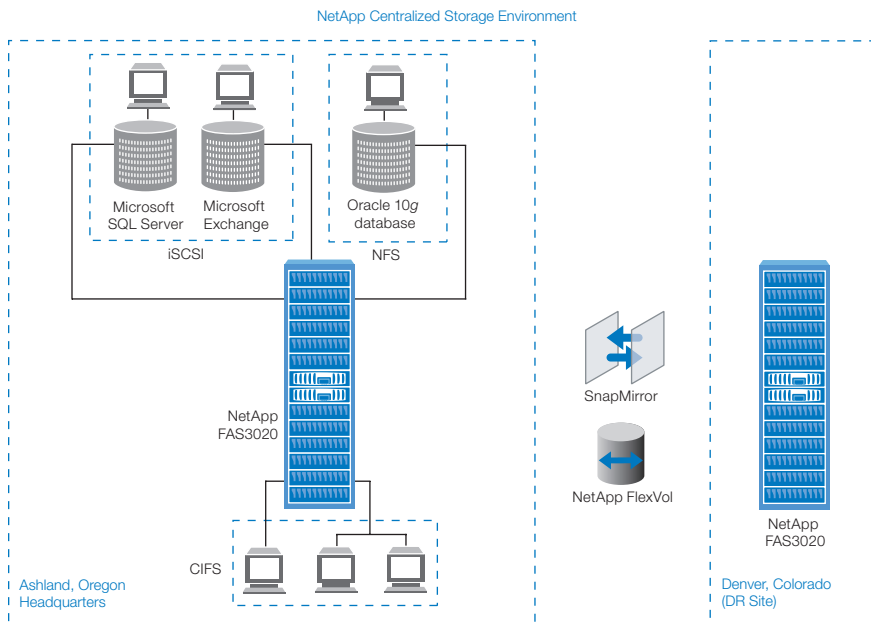 NetApp Centralized Storage Environment
Microsoft
SQL Server
Microsoft
Exchange
Oracle 10g
database
iSCSI
NFS
NetApp
FAS3020
SnapMirror
NetApp FlexVol
NetApp
FAS3020
CIFS
Ashland, Oregon
Headquarters
Denver, Colorado
(DR Site)